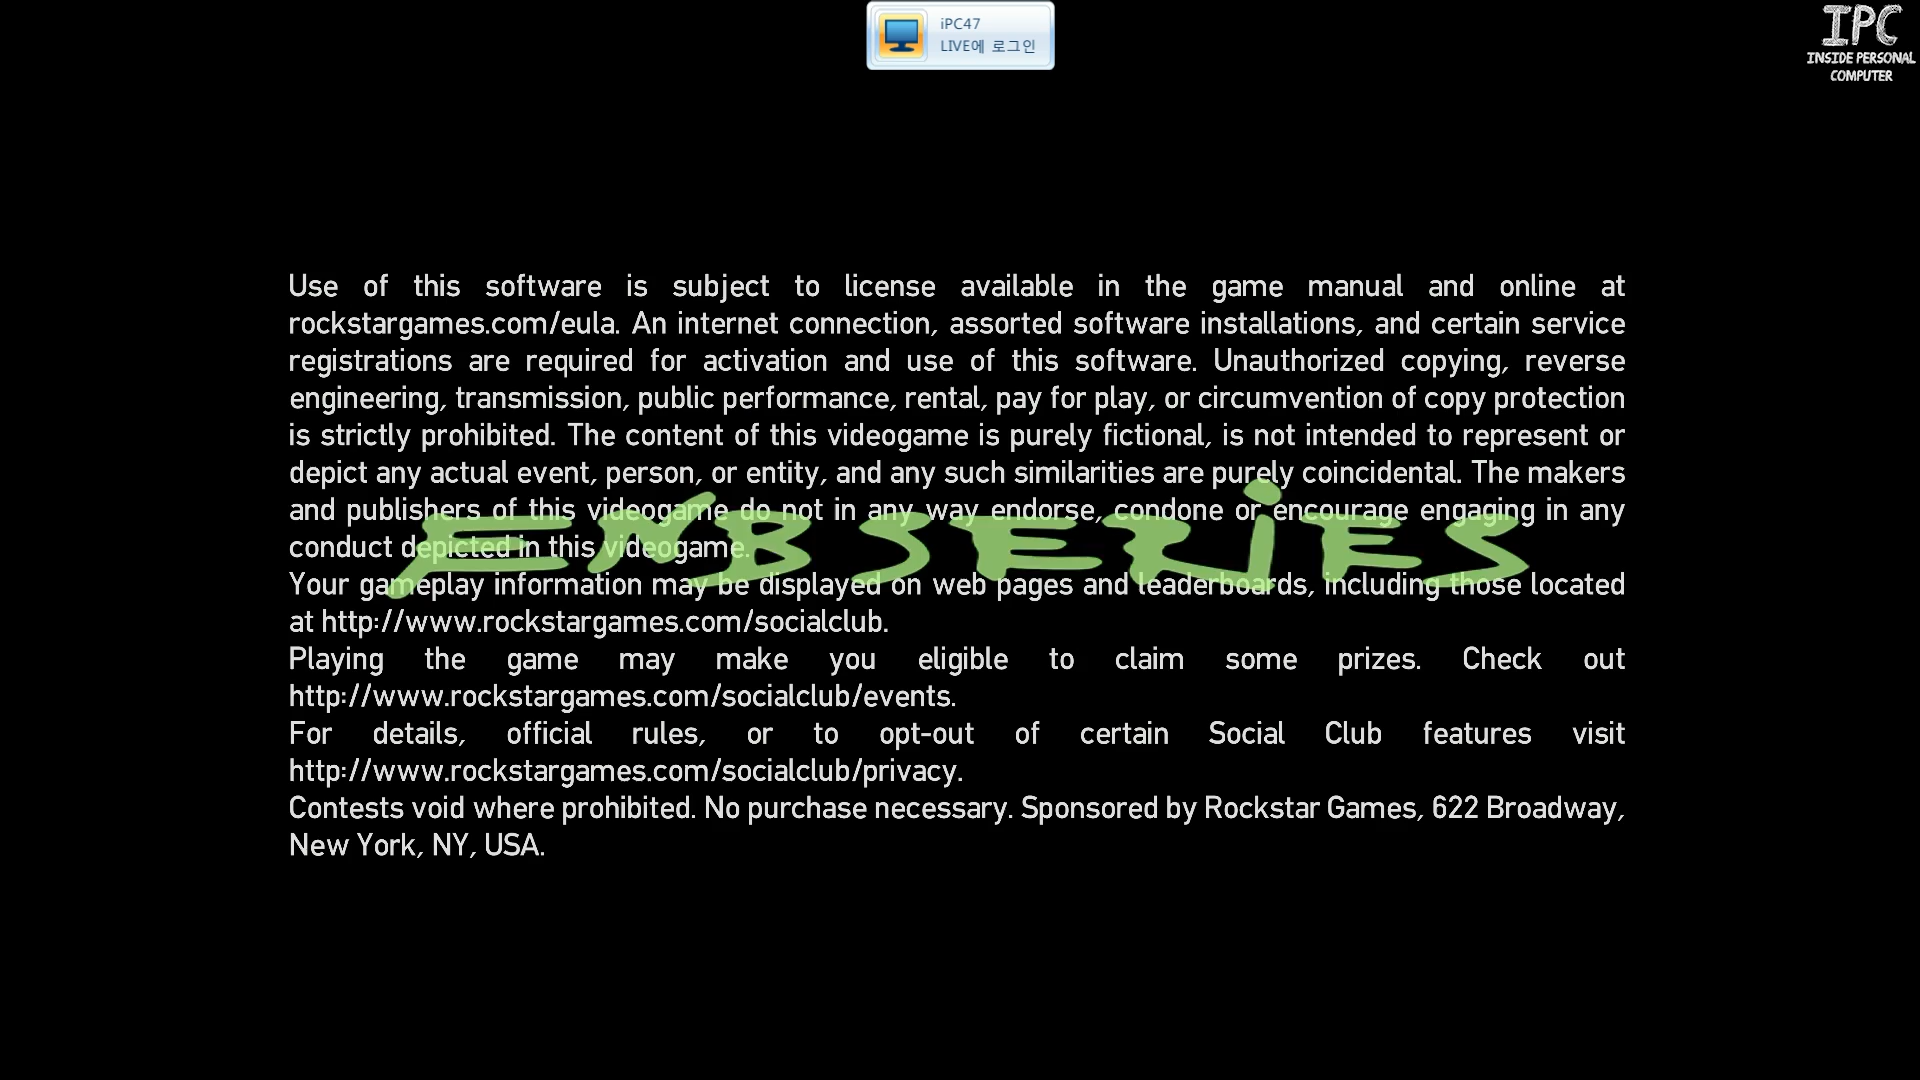 iPC47
LIVE에 로그인
IPC
INSIDE PERSONAL
COMPUTER
Use of this software is subject to license available in the game manual and online at
rockstargames.com/eula. An internet connection, assorted software installations, and certain service
registrations are required for activation and use of this software. Unauthorized copying, reverse
engineering, transmission, public performance, rental, pay for play, or circumvention of copy protection
is strictly prohibited. The content of this videogame is purely fictional, is not intended to represent or
depict any actual event, person, or entity, and any such similarities are purely coincidental. The makers
and publishers of this videogame do not in any way endorse, condone or encourage engaging in any
conduct depicted in this videogame.
ENBSERIES
Your gameplay information may be displayed on web pages and leaderboards, including those located
at http://www.rockstargames.com/socialclub.
Playing the game may make you eligible to claim some prizes. Check out
http://www.rockstargames.com/socialclub/events.
For details, official rules, or to opt-out of certain Social Club features visit
http://www.rockstargames.com/socialclub/privacy.
Contests void where prohibited. No purchase necessary. Sponsored by Rockstar Games, 622 Broadway,
New York, NY, USA.